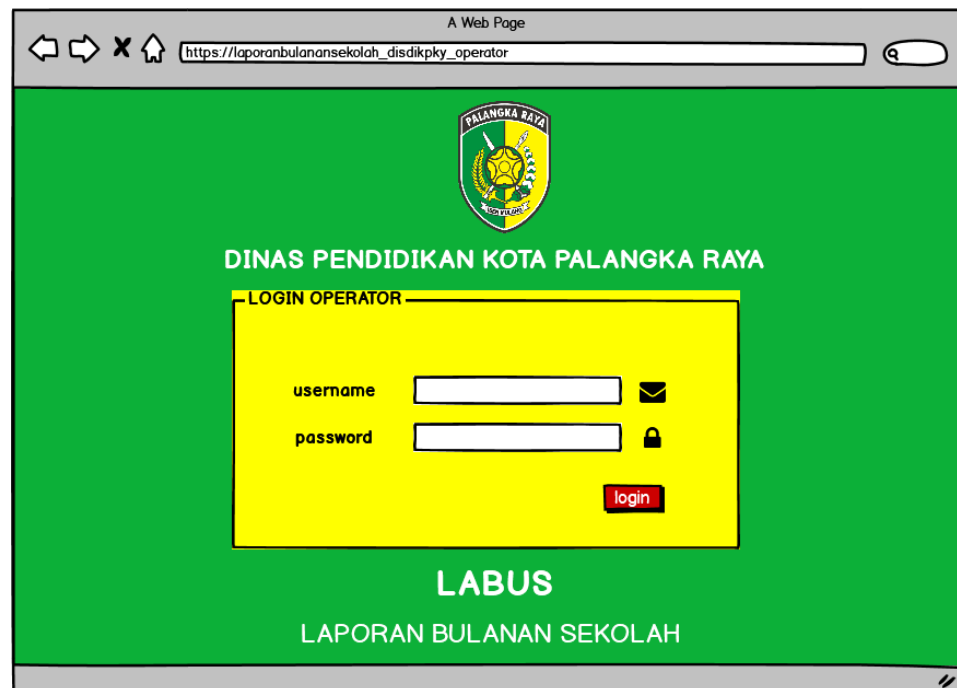 A Web Page
https://laporanbulanansekolah_disdikpky_operator
PALANGKA RAYA
DINAS PENDIDIKAN KOTA PALANGKA RAYA
LOGIN OPERATOR
username
password
login
LABUS
LAPORAN BULANAN SEKOLAH